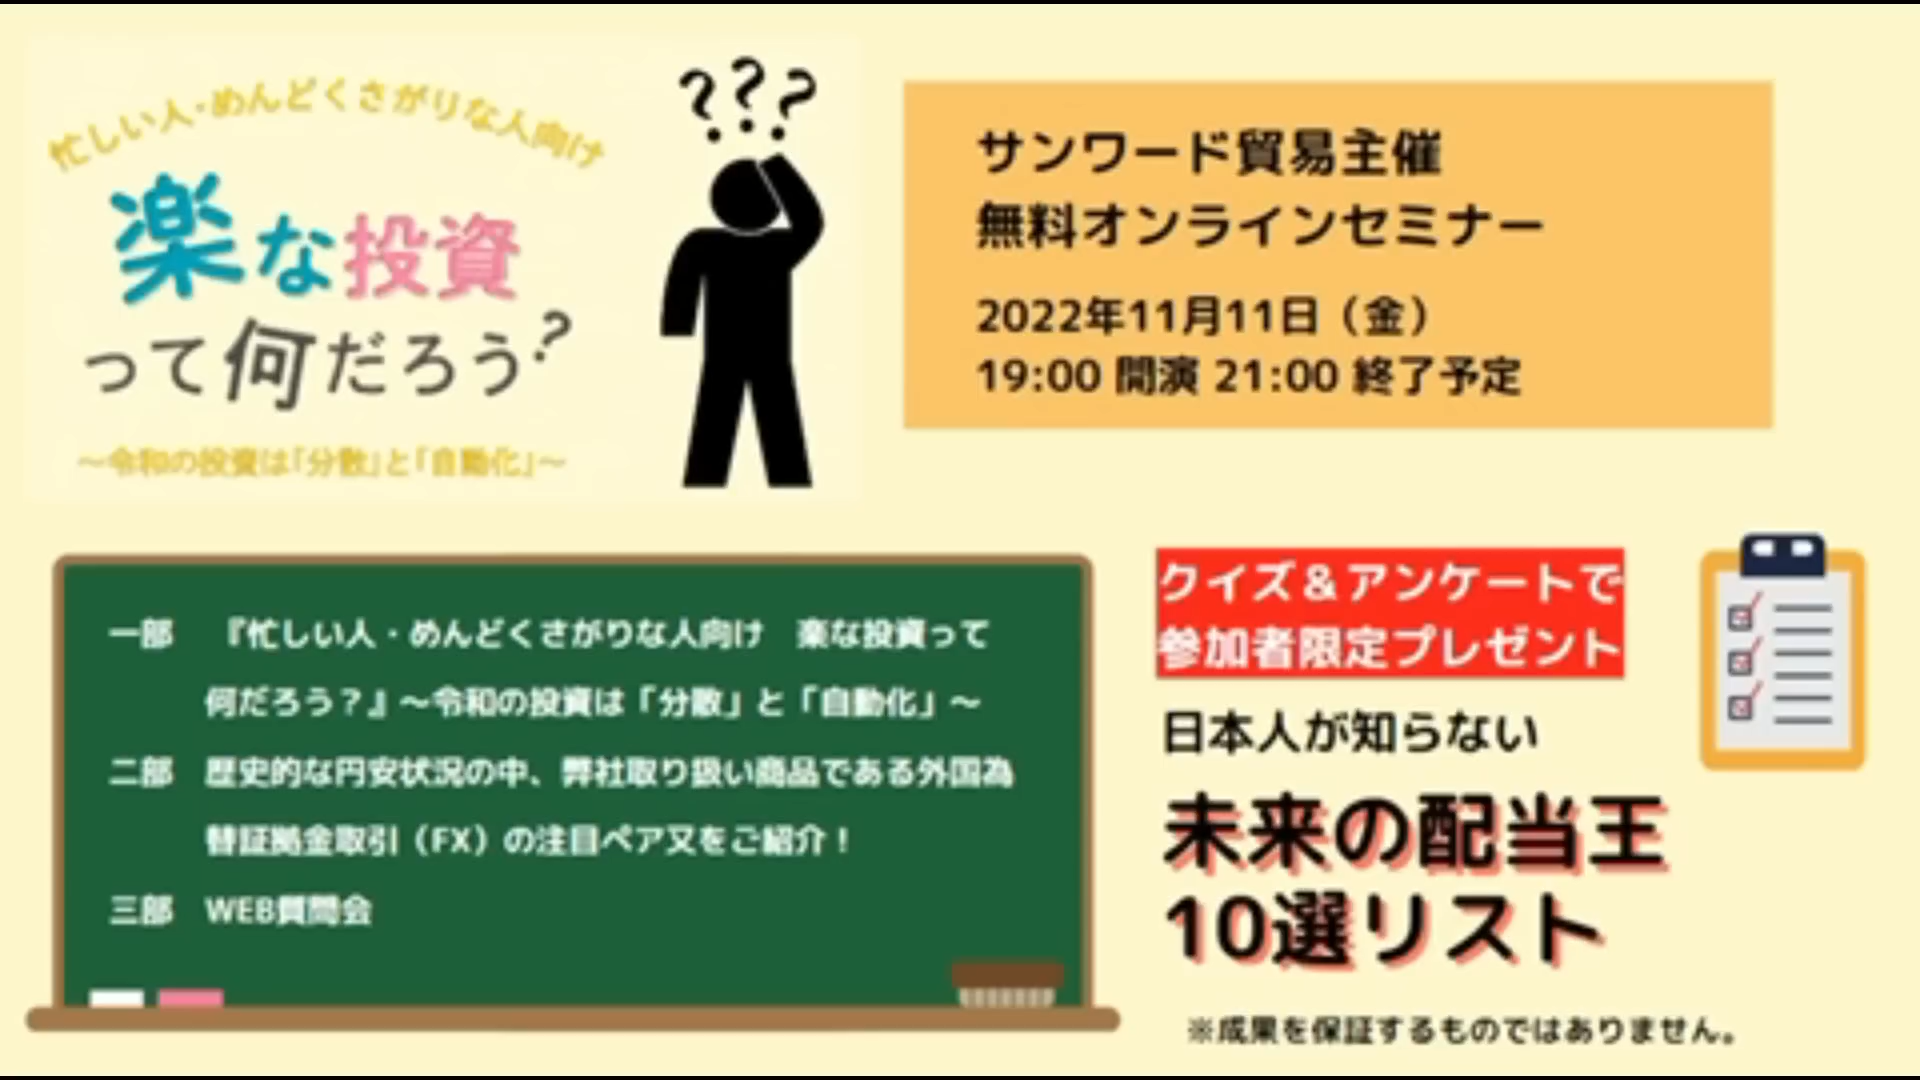 忙しい人・めんどくさがりな人向け
楽な投資
って何だろう?
～令和の投資は｢分散｣と｢自動化｣～
???
サンワード貿易主催
無料オンラインセミナー
2022年11月11日（金）
19:00 開演 21:00 終了予定
一部 『忙しい人・めんどくさがりな人向け 楽な投資って
何だろう？』～令和の投資は「分散」と「自動化」～
二部 歴史的な円安状況の中、弊社取り扱い商品である外国為
替証拠金取引（FX）の注目ペア又をご紹介！
三部 WEB質問会
クイズ＆アンケートで
参加者限定プレゼント
日本人が知らない
未来の配当王
10選リスト
※成果を保証するものではありません。